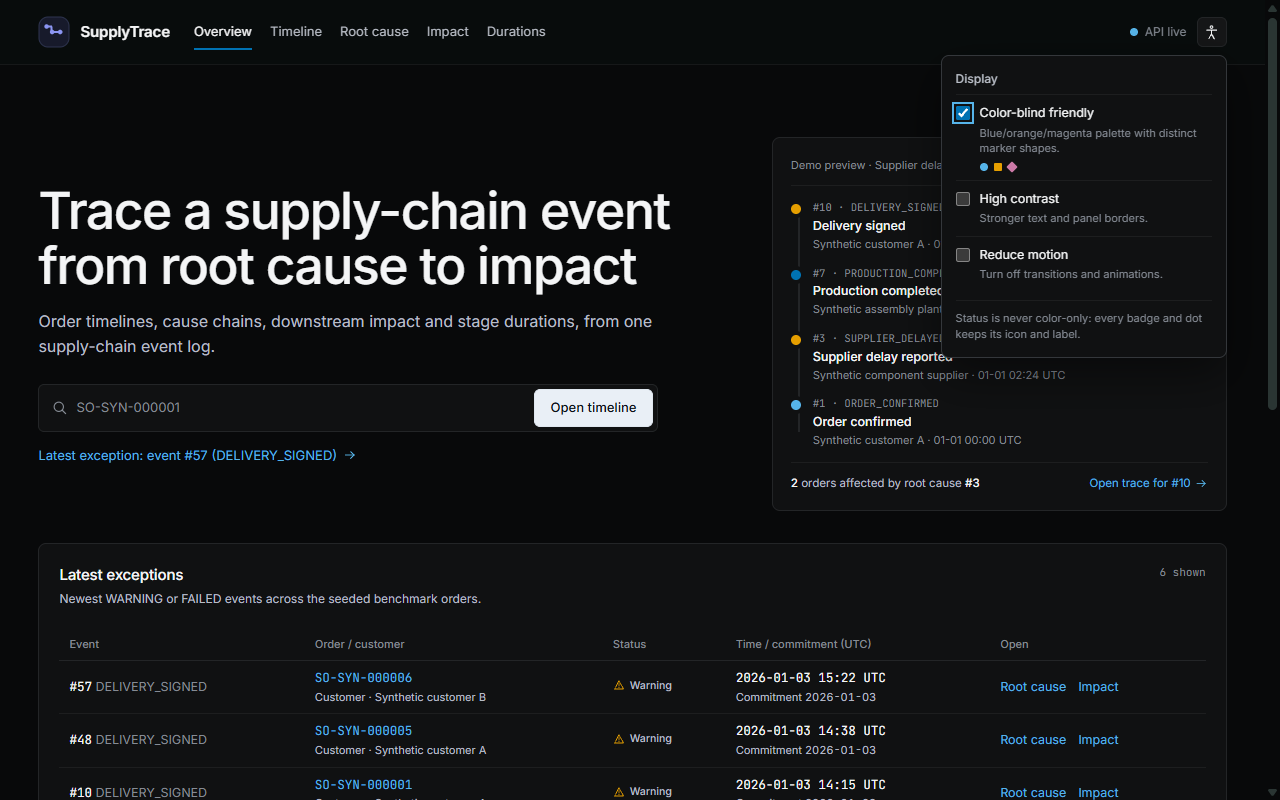 SupplyTrace
Overview
Timeline
Root cause
Impact
Durations
API live
Display
Color-blind friendly
Blue/orange/magenta palette with distinct
marker shapes.
High contrast
Stronger text and panel borders.
Reduce motion
Turn off transitions and animations.
Status is never color-only: every badge and dot
keeps its icon and label.
Trace a supply-chain event
from root cause to impact
Order timelines, cause chains, downstream impact and stage durations, from one
supply-chain event log.
SO-SYN-000001
Open timeline
Latest exception: event #57 (DELIVERY_SIGNED) →
Demo preview · Supplier
#10 · DELIVERY_SIGNED
Delivery signed
Synthetic customer A · 0
#7 ·
Production completed
Synthetic assembly plant
#3 ·
Supplier delay reported
Synthetic component supplier · 01-01 02:24 UTC
#1 · ORDER_CONFIRMED
Order confirmed
Synthetic customer A · 01-01 00:00 UTC
2 orders affected by root cause #3
Open trace for #10 →
Latest exceptions
6 shown
Newest WARNING or FAILED events across the seeded benchmark orders.
Event Order / customer Status Time / commitment (UTC) Open
#57 DELIVERY_SIGNED
SO-SYN-000006
Customer · Synthetic customer B
Warning
2026-01-03 15:22 UTC
Commitment 2026-01-03
Root cause Impact
#48 DELIVERY_SIGNED
SO-SYN-000005
Customer · Synthetic customer A
Warning
2026-01-03 14:38 UTC
Commitment 2026-01-03
Root cause Impact
#10 DELIVERY_SIGNED
SO-SYN-000001
Warning
2026-01-03 14:15 UTC
Root cause Impact